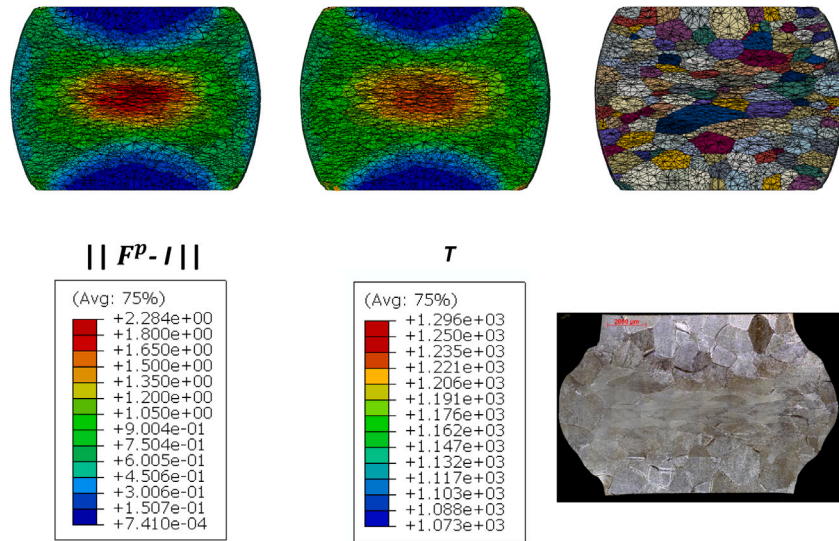 || F^p - I ||
(Avg: 75%)
+2.284e+00
+1.800e+00
+1.650e+00
+1.500e+00
+1.350e+00
+1.200e+00
+1.050e+00
+9.004e-01
+7.504e-01
+6.005e-01
+4.506e-01
+3.006e-01
+1.507e-01
+7.410e-04
T
(Avg: 75%)
+1.296e+03
+1.250e+03
+1.235e+03
+1.221e+03
+1.206e+03
+1.191e+03
+1.176e+03
+1.162e+03
+1.147e+03
+1.132e+03
+1.117e+03
+1.103e+03
+1.088e+03
+1.073e+03
2000 µm